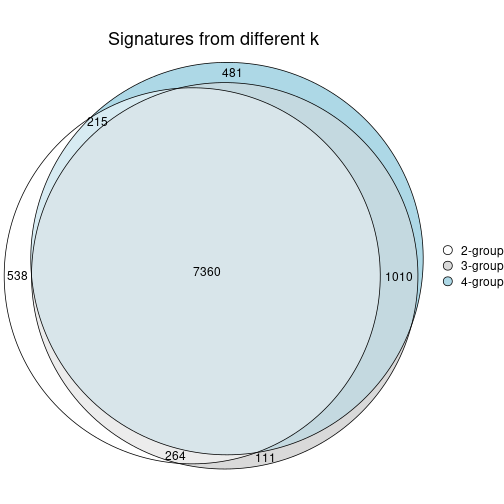 Signatures from different k
481
215
538
7360
1010
264
111
2-group
3-group
4-group